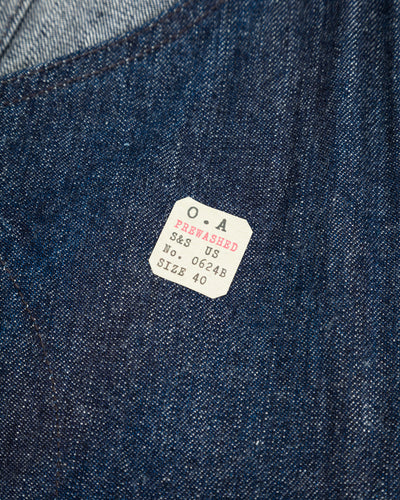 O.A
PREWASHED
S&S US
No. 0624B
SIZE 40